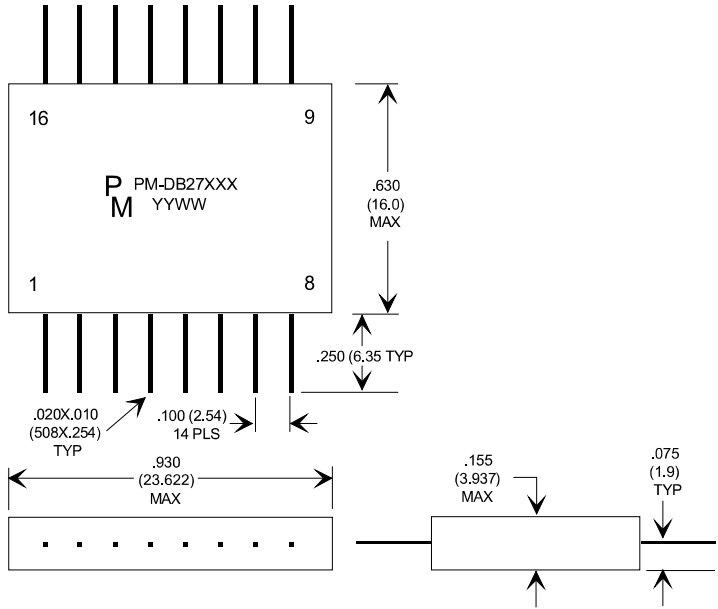 16
9
P
M
PM-DB27XXX
YYWW
.630
(16.0)
MAX
1
8
.250 (6.35 TYP
.020X.010
(508X.254)
TYP
.100 (2.54)
14 PLS
.930
(23.622)
MAX
.155
(3.937)
MAX
.075
(1.9)
TYP